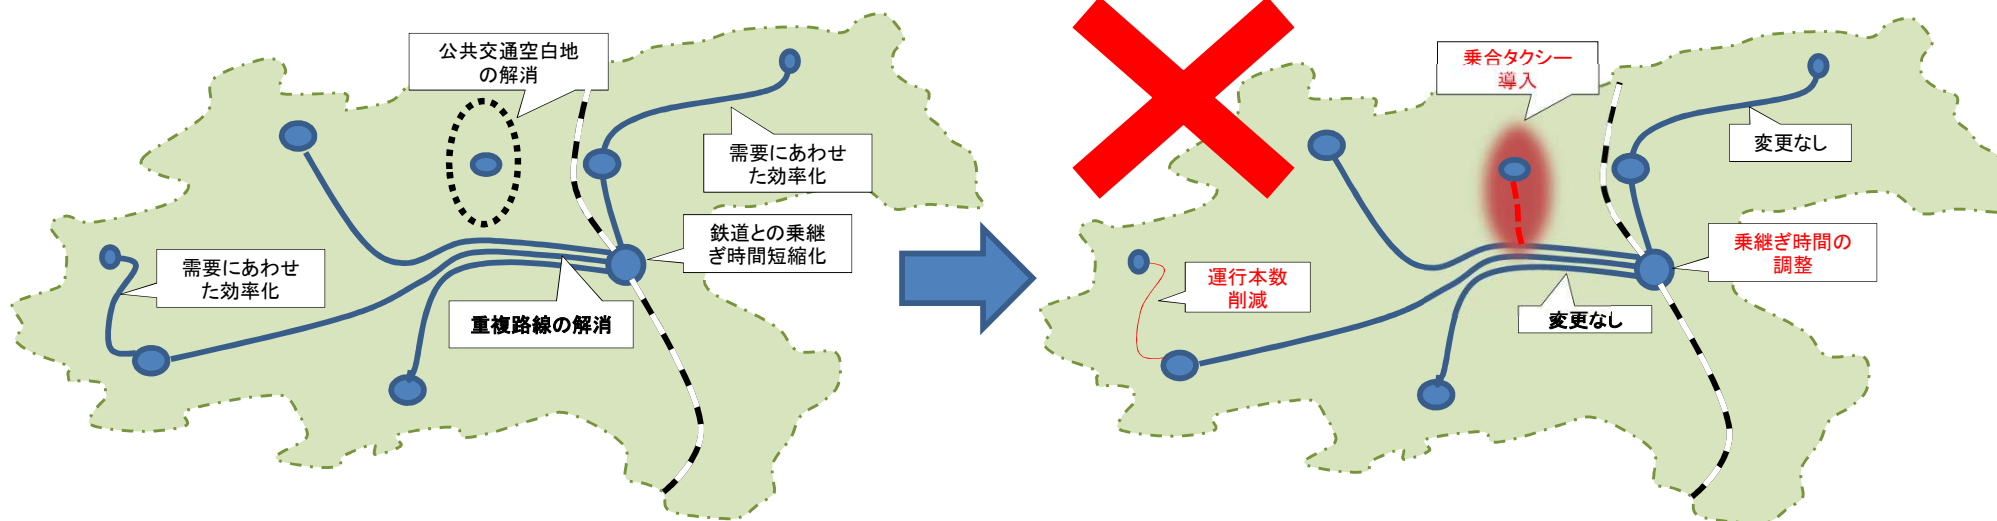 公共交通空白地
の解消
需要にあわせ
た効率化
鉄道との乗継
ぎ時間短縮化
需要にあわせ
た効率化
重複路線の解消
乗合タクシー
導入
変更なし
乗継ぎ時間の
調整
運行本数
削減
変更なし